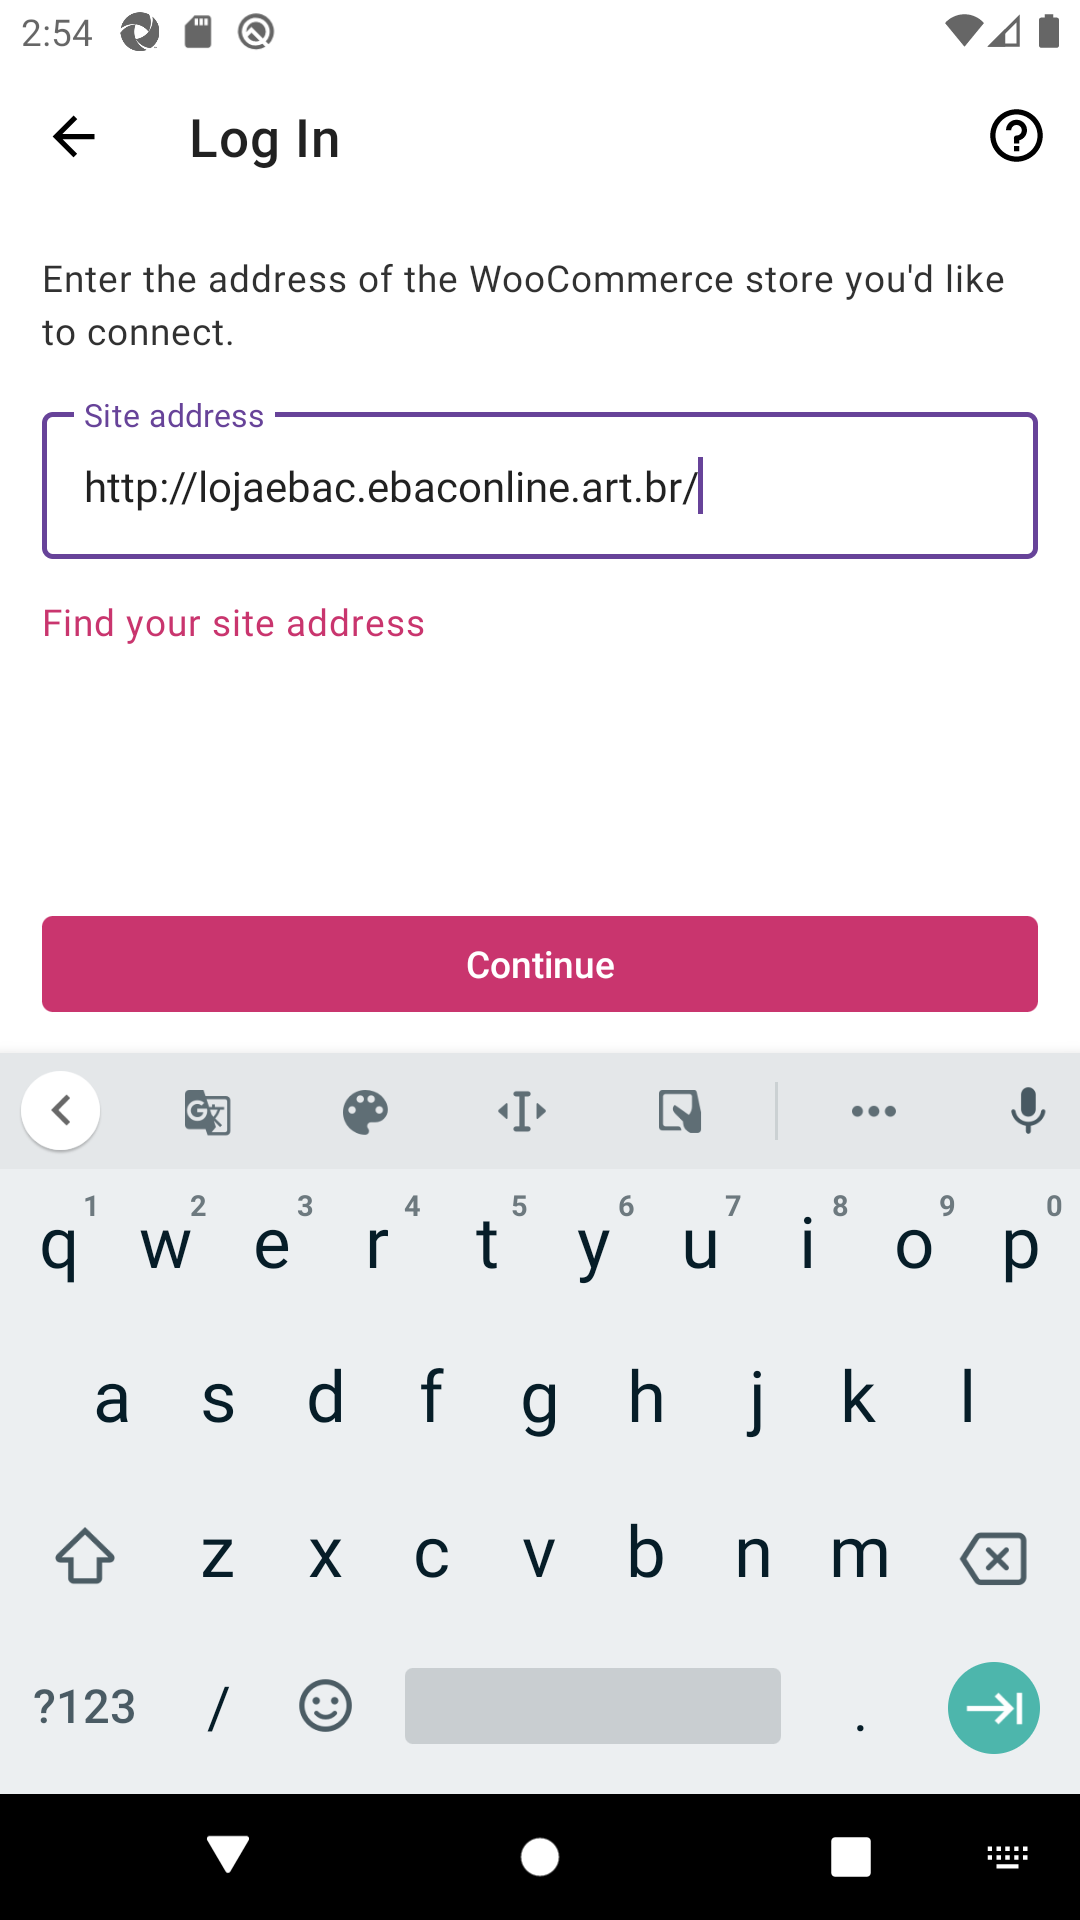 2:54
Log In
Enter the address of the WooCommerce store you'd like
to connect.
Site address
http://lojaebac.ebaconline.art.br/
Find your site address
Continue
1 2 3 4 5 6 7 8 9 0
q w e r t y u i o p
a s d f g h j k l
z x c v b n m
?123 / .